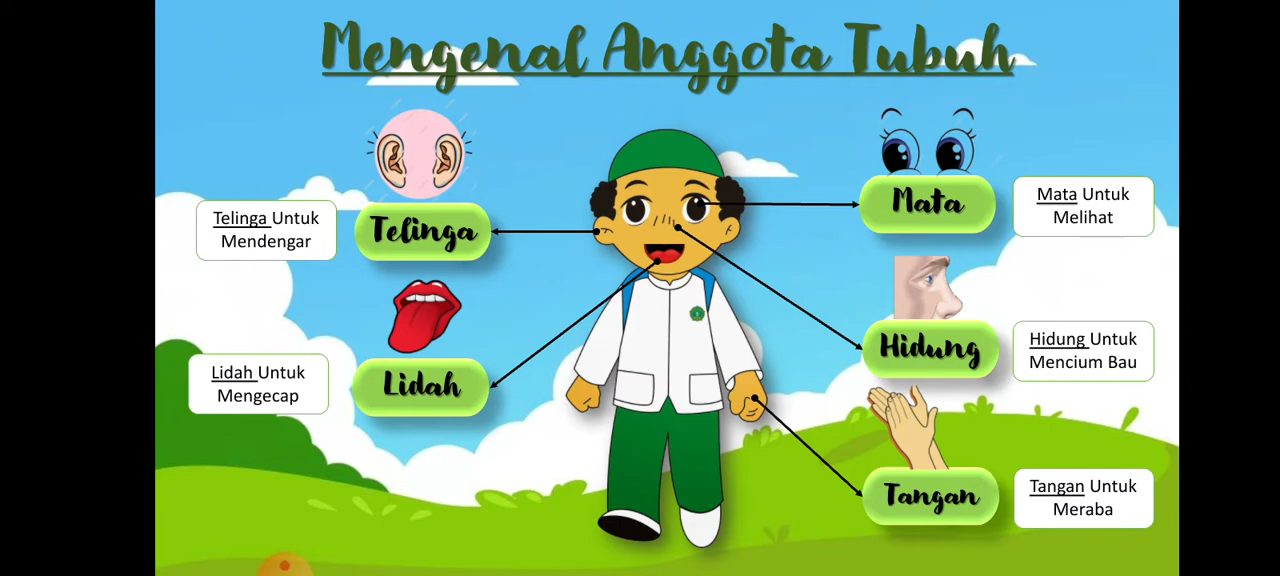 Mengenal Anggota Tubuh
Telinga Untuk
Mendengar
Telinga
Mata
Mata Untuk
Melihat
Lidah Untuk
Mengecap
Lidah
Hidung
Hidung Untuk
Mencium Bau
Tangan
Tangan Untuk
Meraba